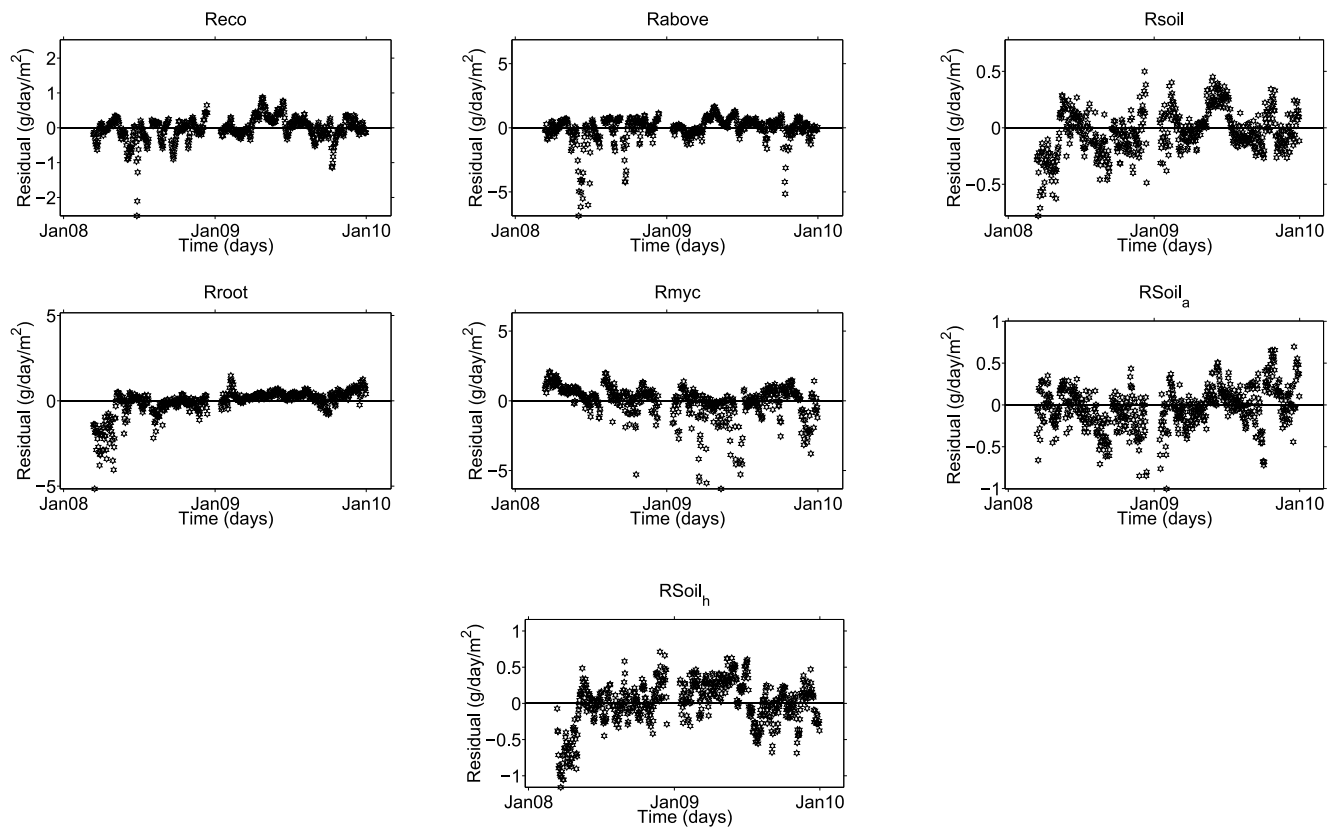 Reco
Residual (g/day/m²)
2
1
0
−1
−2
Jan08
Jan09
Jan10
Time (days)
Rabove
Residual (g/day/m²)
5
0
−5
Jan08
Jan09
Jan10
Time (days)
Rsoil
Residual (g/day/m²)
0.5
0
−0.5
Jan08
Jan09
Jan10
Time (days)
Rroot
Residual (g/day/m²)
5
0
−5
Jan08
Jan09
Jan10
Time (days)
Rmyc
Residual (g/day/m²)
5
0
−5
Jan08
Jan09
Jan10
Time (days)
RSoil_a
Residual (g/day/m²)
1
0.5
0
−0.5
−1
Jan08
Jan09
Jan10
Time (days)
RSoil_h
Residual (g/day/m²)
1
0.5
0
−0.5
−1
Jan08
Jan09
Jan10
Time (days)